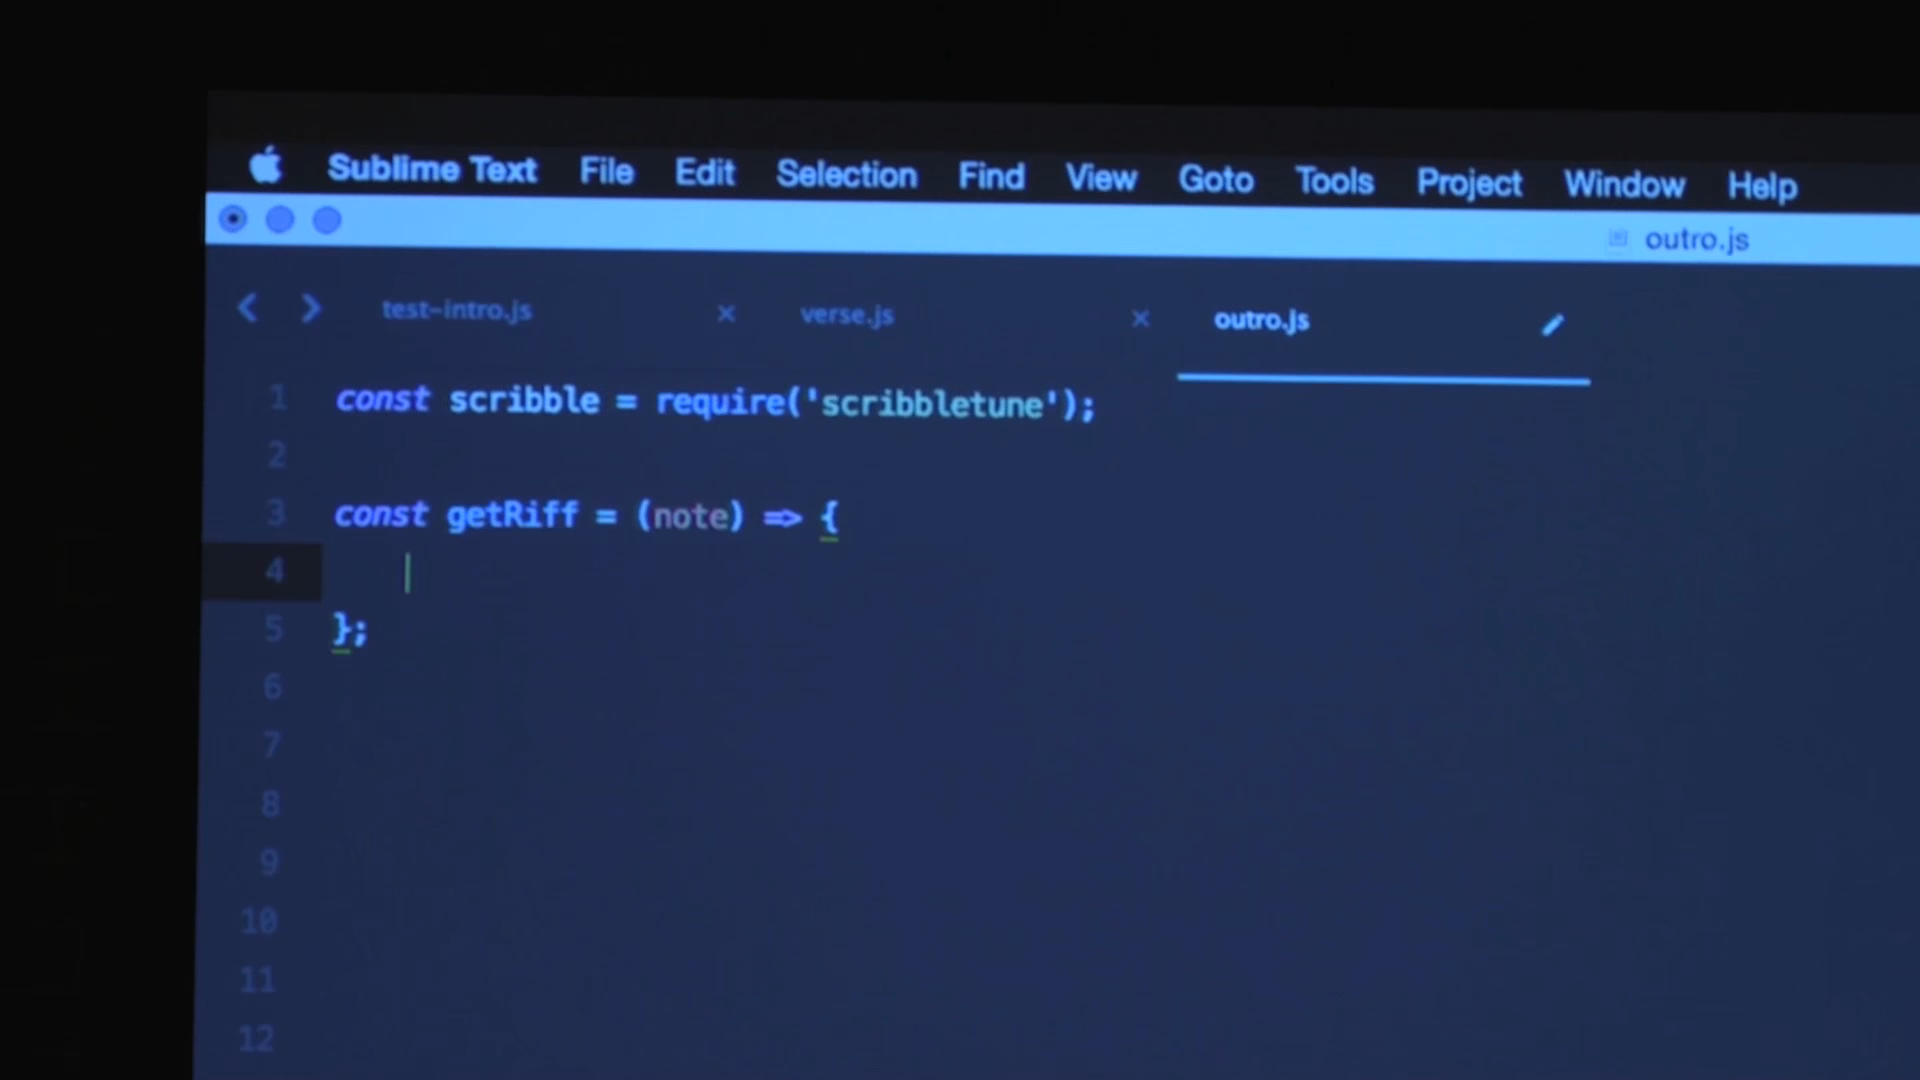 Sublime Text File Edit Selection Find View Goto Tools Project Window Help
outro.js
test-intro.js × verse.js × outro.js
1 const scribble = require('scribbletune');
2
3 const getRiff = (note) => {
4
5 };
6
7
8
9
10
11
12